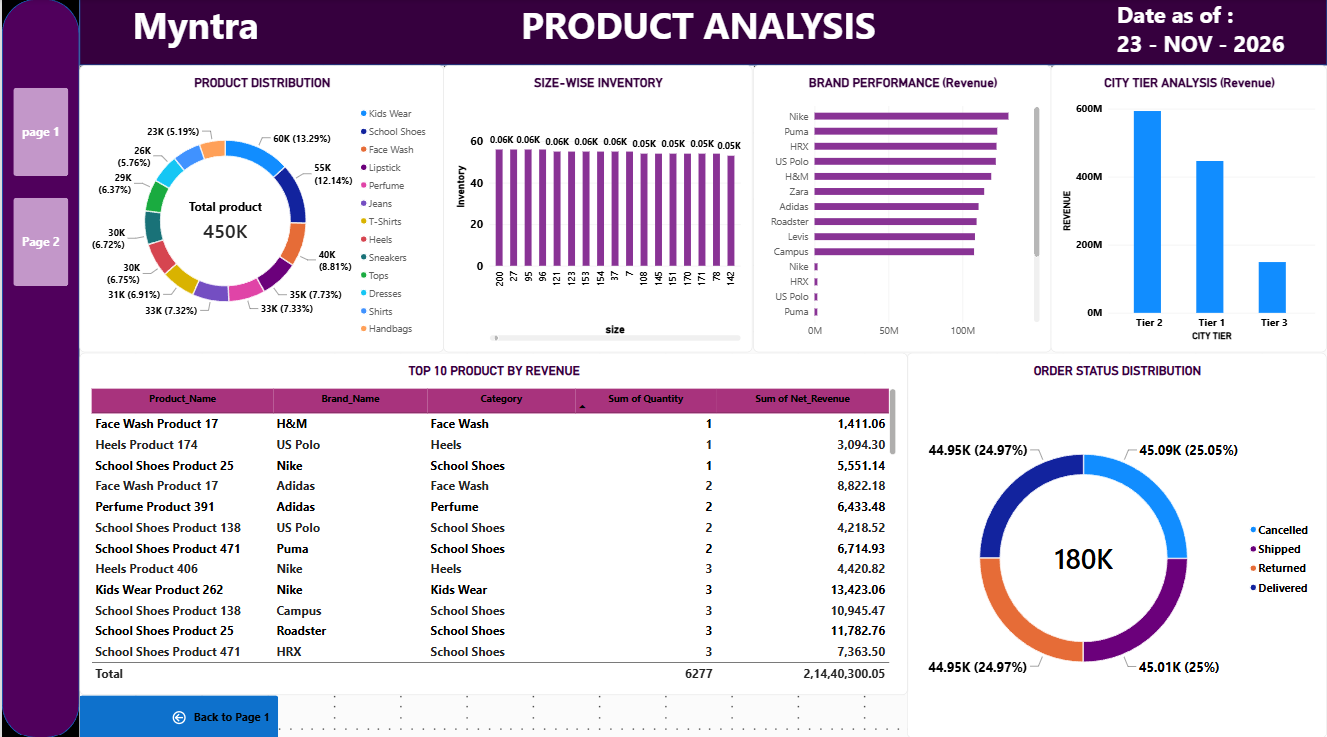 Myntra
PRODUCT ANALYSIS
Date as of :
23 - NOV - 2026
page 1
Page 2
PRODUCT DISTRIBUTION
23K (5.19%)
60K (13.29%)
26K
(5.76%)
55K
(12.14%)
29K
(6.37%)
Total product
450K
30K
(6.72%)
40K
(8.81%)
30K
(6.75%)
31K (6.91%)
35K (7.73%)
33K (7.32%)
33K (7.33%)
Kids Wear
School Shoes
Face Wash
Lipstick
Perfume
Jeans
T-Shirts
Heels
Sneakers
Tops
Dresses
Shirts
Handbags
SIZE-WISE INVENTORY
0.06K 0.06K 0.06K 0.06K 0.06K 0.05K 0.05K 0.05K 0.05K
60
40
20
0
Inventory
200 27 95 96 121 123 153 154 37 7 108 145 151 170 171 78 142
size
BRAND PERFORMANCE (Revenue)
Nike
Puma
HRX
US Polo
H&M
Zara
Adidas
Roadster
Levis
Campus
Nike
HRX
US Polo
Puma
0M 50M 100M
CITY TIER ANALYSIS (Revenue)
600M
400M
200M
0M
REVENUE
Tier 2 Tier 1 Tier 3
CITY TIER
TOP 10 PRODUCT BY REVENUE
Product_Name Brand_Name Category Sum of Quantity Sum of Net_Revenue
Face Wash Product 17 H&M Face Wash 1 1,411.06
Heels Product 174 US Polo Heels 1 3,094.30
School Shoes Product 25 Nike School Shoes 1 5,551.14
Face Wash Product 17 Adidas Face Wash 2 8,822.18
Perfume Product 391 Adidas Perfume 2 6,433.48
School Shoes Product 138 US Polo School Shoes 2 4,218.52
School Shoes Product 471 Puma School Shoes 2 6,714.93
Heels Product 406 Nike Heels 3 4,420.82
Kids Wear Product 262 Nike Kids Wear 3 13,423.06
School Shoes Product 138 Campus School Shoes 3 10,945.47
School Shoes Product 25 Roadster School Shoes 3 11,782.76
School Shoes Product 471 HRX School Shoes 3 7,363.50
Total 6277 2,14,40,300.05
ORDER STATUS DISTRIBUTION
44.95K (24.97%)
45.09K (25.05%)
180K
44.95K (24.97%)
45.01K (25%)
Cancelled
Shipped
Returned
Delivered
Back to Page 1